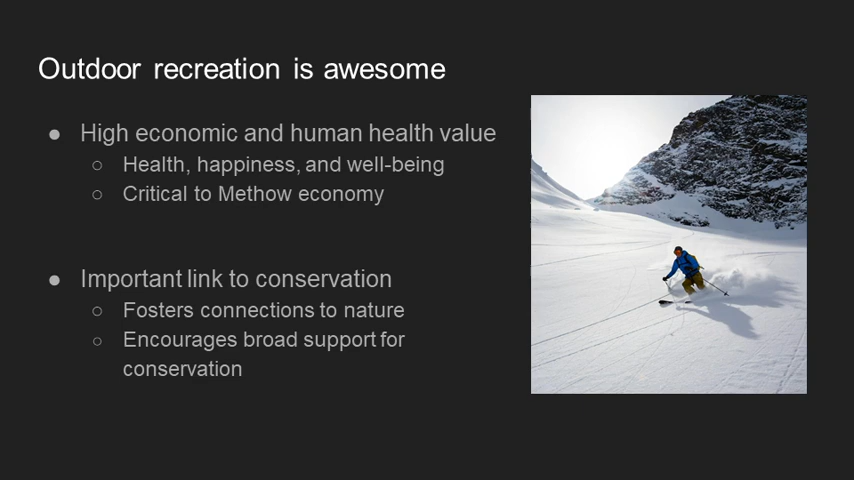 Outdoor recreation is awesome
● High economic and human health value
○ Health, happiness, and well-being
○ Critical to Methow economy
● Important link to conservation
○ Fosters connections to nature
○ Encourages broad support for
conservation